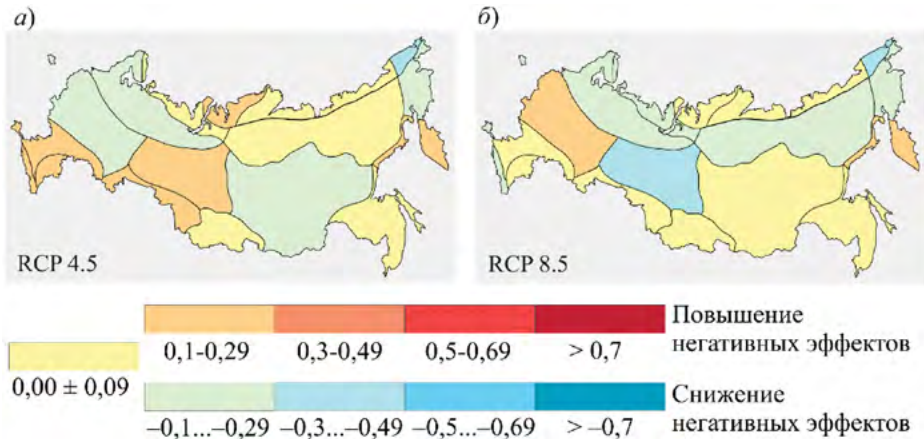 а)
б)
RCP 4.5
RCP 8.5
Повышение
негативных эффектов
0,1-0,29 0,3-0,49 0,5-0,69 > 0,7
0,00 ± 0,09
Снижение
негативных эффектов
–0,1...–0,29 –0,3...–0,49 –0,5...–0,69 > –0,7